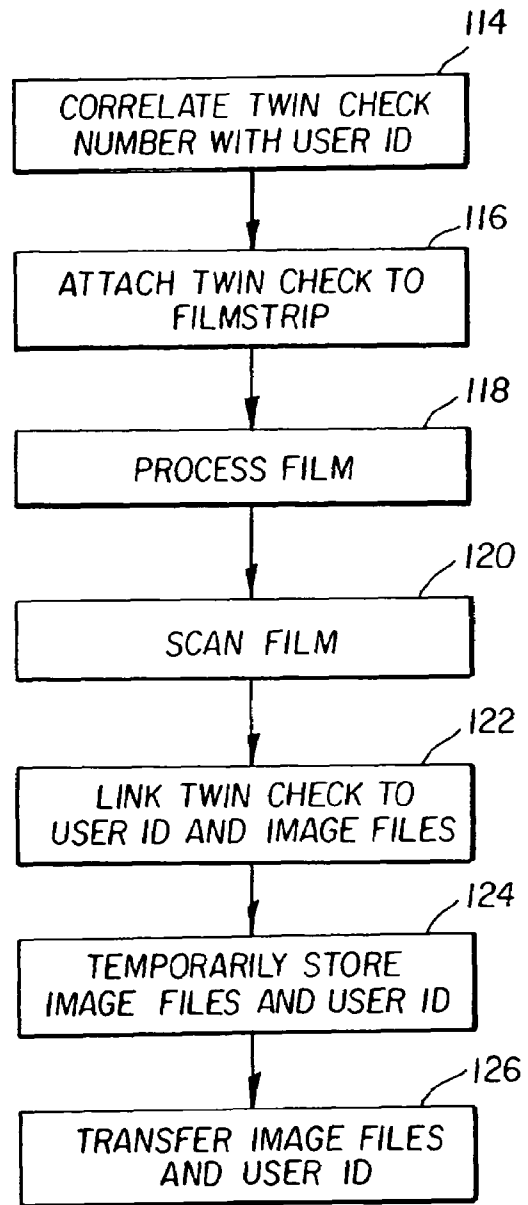 114
CORRELATE TWIN CHECK
NUMBER WITH USER ID
116
ATTACH TWIN CHECK TO
FILMSTRIP
118
PROCESS FILM
120
SCAN FILM
122
LINK TWIN CHECK TO
USER ID AND IMAGE FILES
124
TEMPORARILY STORE
IMAGE FILES AND USER ID
126
TRANSFER IMAGE FILES
AND USER ID